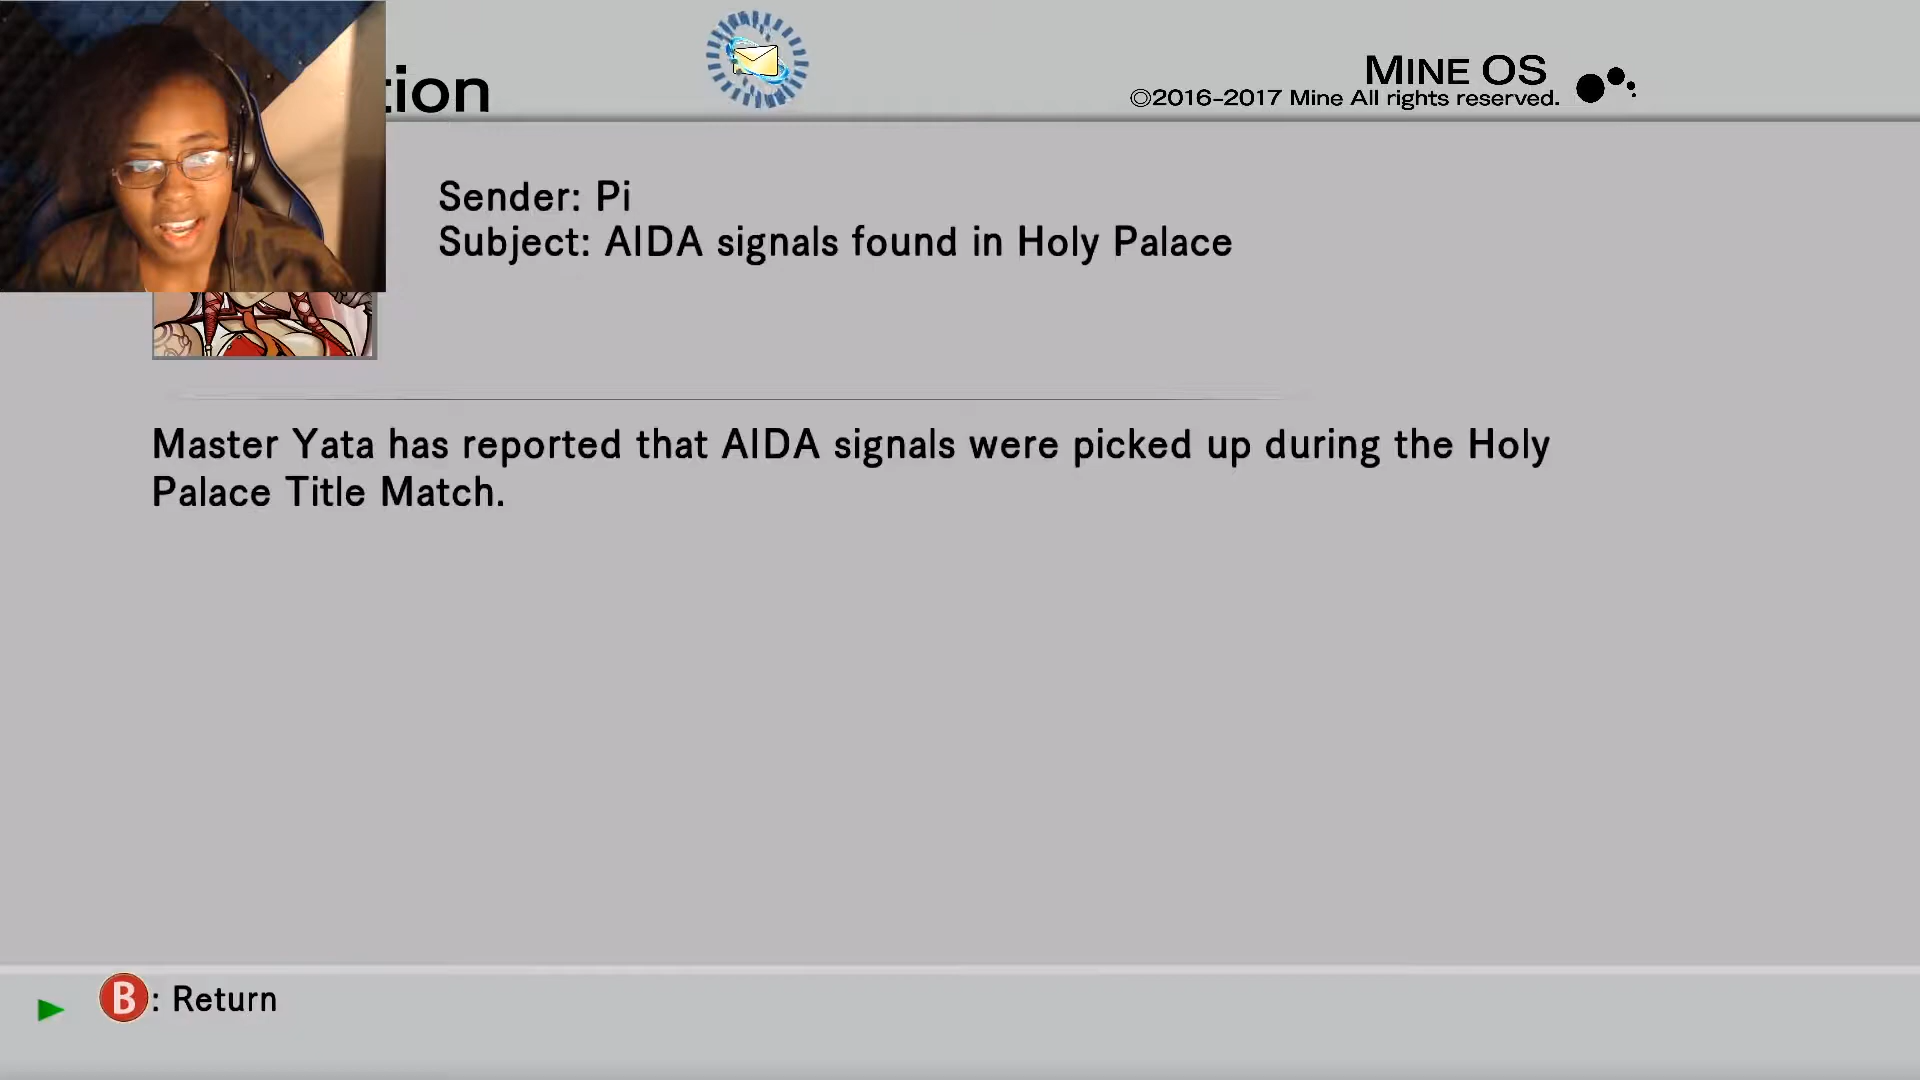 tion
MINE OS
©2016-2017 Mine All rights reserved.
Sender: Pi
Subject: AIDA signals found in Holy Palace
Master Yata has reported that AIDA signals were picked up during the Holy
Palace Title Match.
B: Return